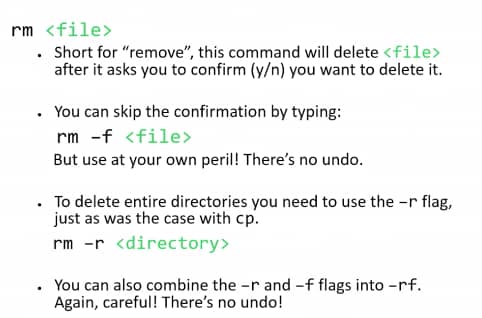 rm <file>
• Short for “remove”, this command will delete <file>
after it asks you to confirm (y/n) you want to delete it.
• You can skip the confirmation by typing:
rm –f <file>
But use at your own peril! There’s no undo.
• To delete entire directories you need to use the –r flag,
just as was the case with cp.
rm -r <directory>
• You can also combine the –r and –f flags into –rf.
Again, careful! There’s no undo!